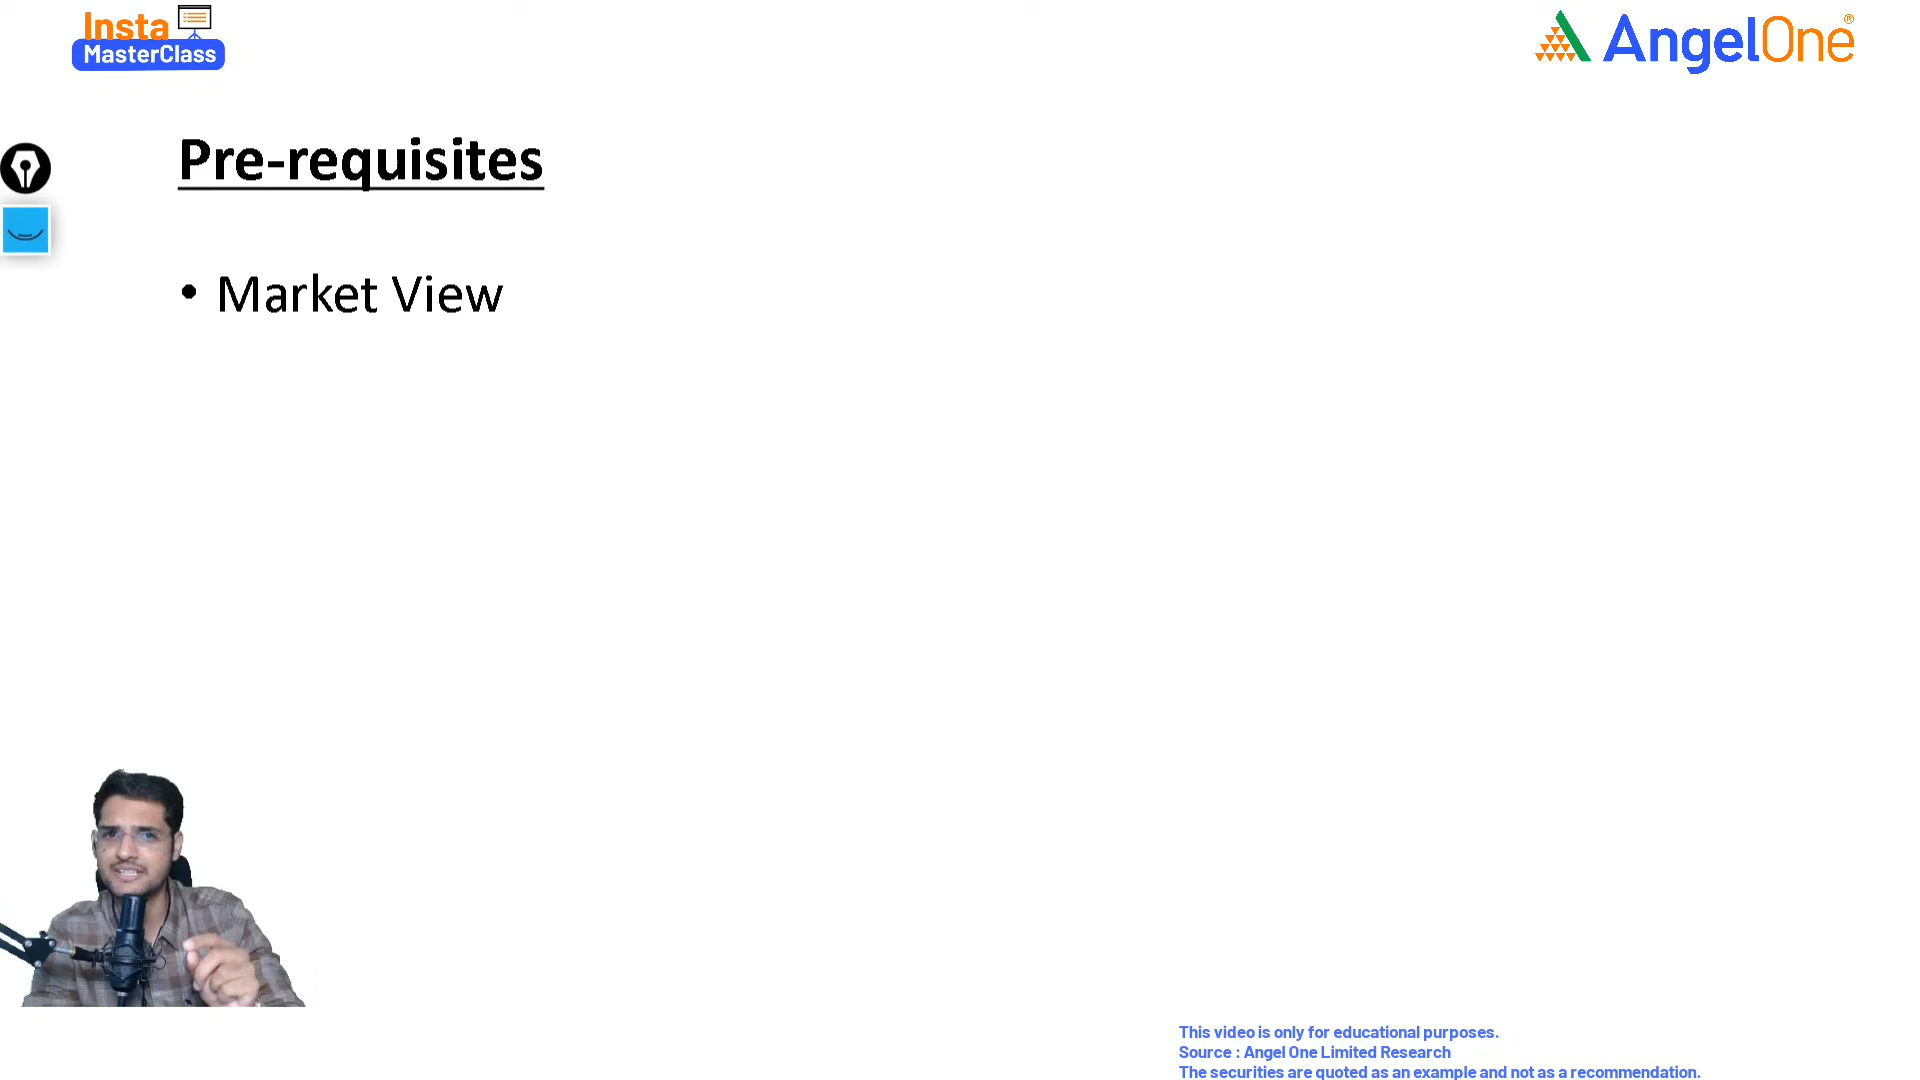 Insta
MasterClass
AngelOne®
Pre-requisites
• Market View
This video is only for educational purposes.
Source : Angel One Limited Research
The securities are quoted as an example and not as a recommendation.